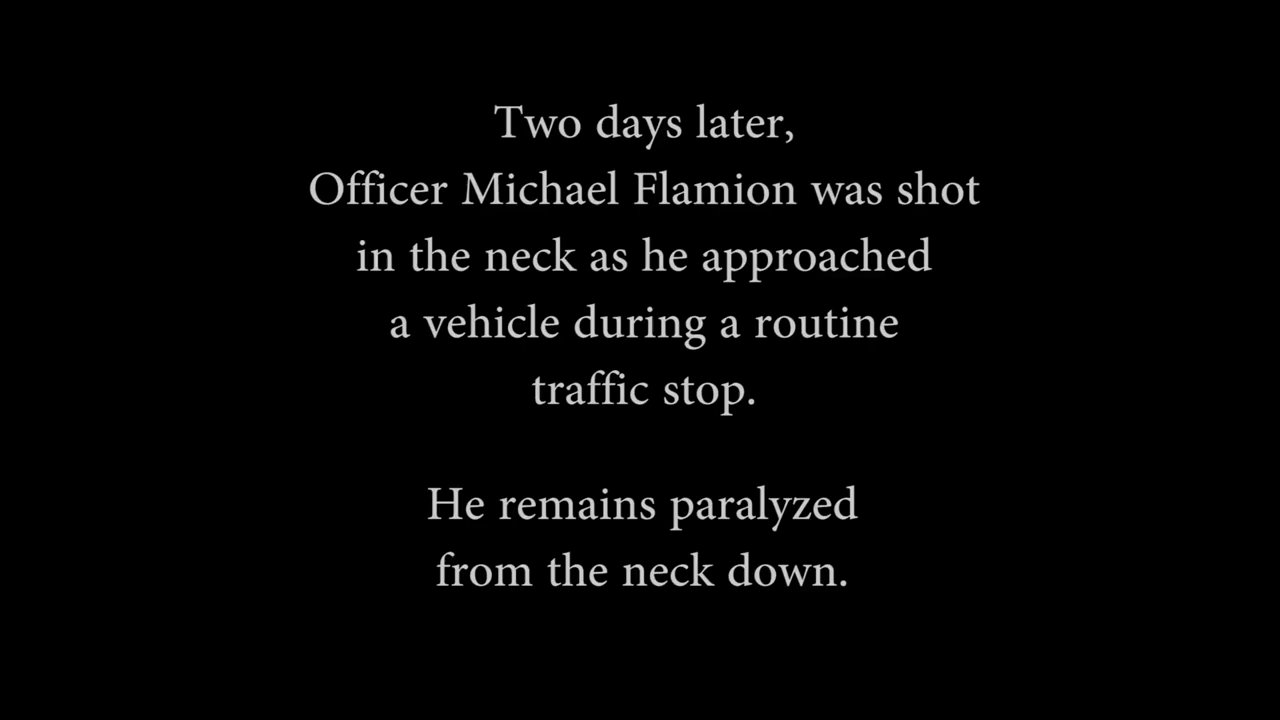 Two days later,
Officer Michael Flamion was shot
in the neck as he approached
a vehicle during a routine
traffic stop.
He remains paralyzed
from the neck down.